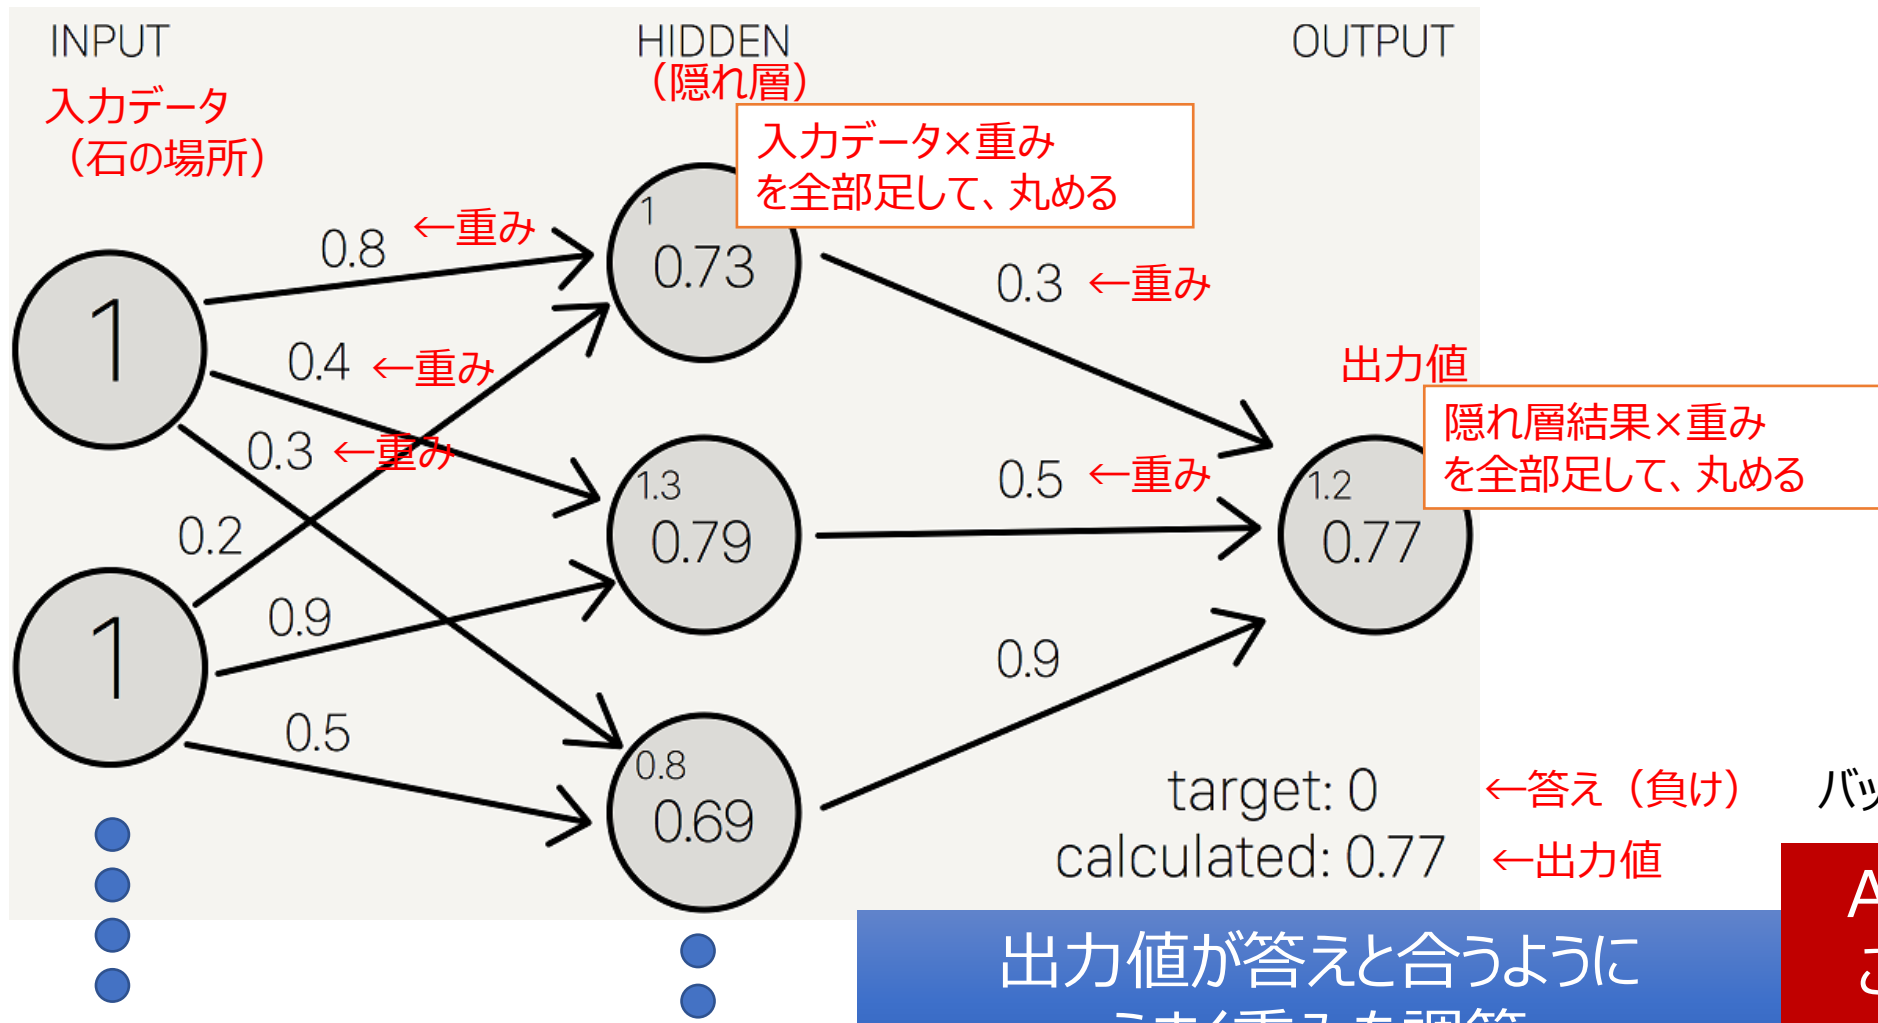 INPUT
HIDDEN
OUTPUT
入力データ
（石の場所）
（隠れ層）
入力データ×重み
を全部足して、丸める
1
0.73
0.8 ←重み
0.3 ←重み
1
0.4 ←重み
0.3 ←重み
出力値
隠れ層結果×重み
を全部足して、丸める
1.3
0.79
0.5 ←重み
1.2
0.77
0.2
1
0.9
0.5
0.9
0.8
0.69
target: 0 ←答え（負け）
calculated: 0.77 ←出力値
出力値が答えと合うように